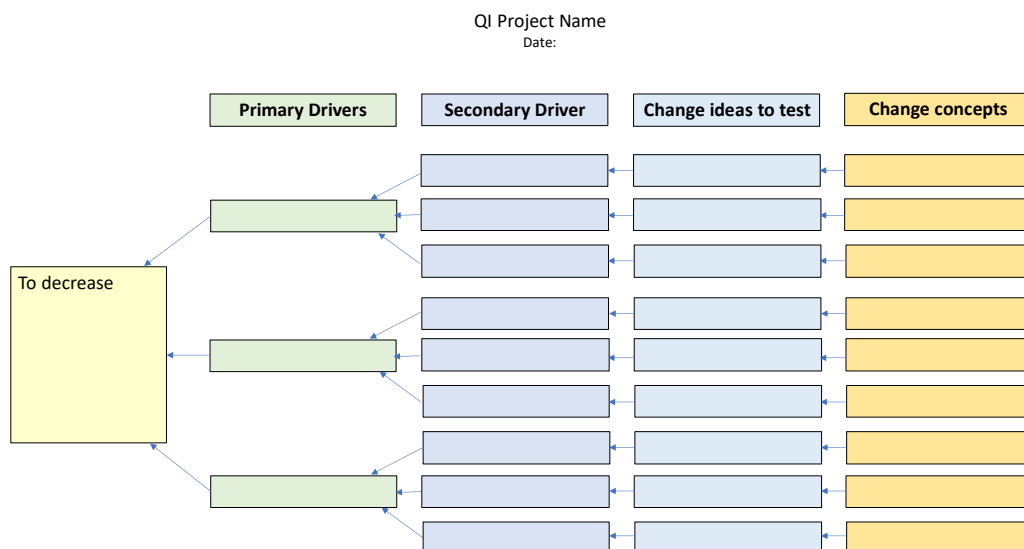 QI Project Name
Date:
Primary Drivers
Secondary Driver
Change ideas to test
Change concepts
To decrease